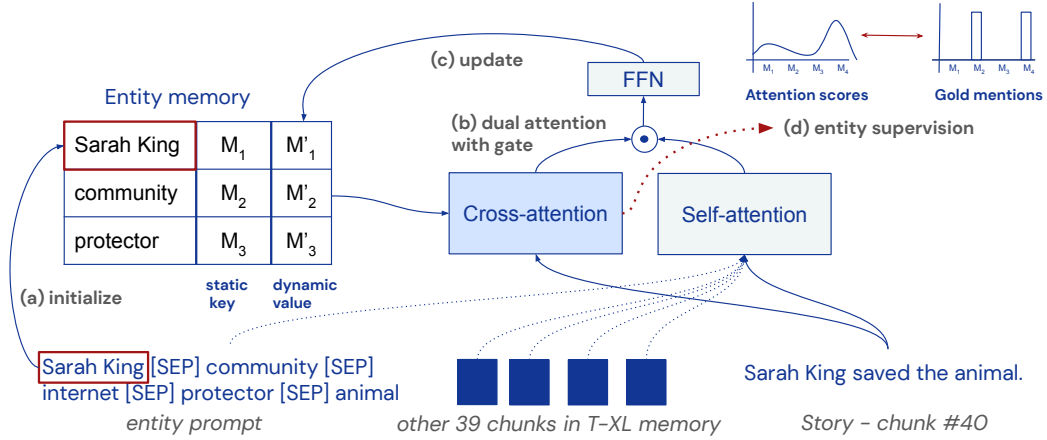 (c) update
FFN
M1 M2 M3 M4
M1 M2 M3 M4
Attention scores
Gold mentions
Entity memory
(b) dual attention
with gate
(d) entity supervision
Sarah King M1 M'1
community M2 M'2
protector M3 M'3
Cross-attention
Self-attention
(a) initialize
static
key
dynamic
value
Sarah King [SEP] community [SEP]
internet [SEP] protector [SEP] animal
entity prompt
other 39 chunks in T-XL memory
Sarah King saved the animal.
Story - chunk #40